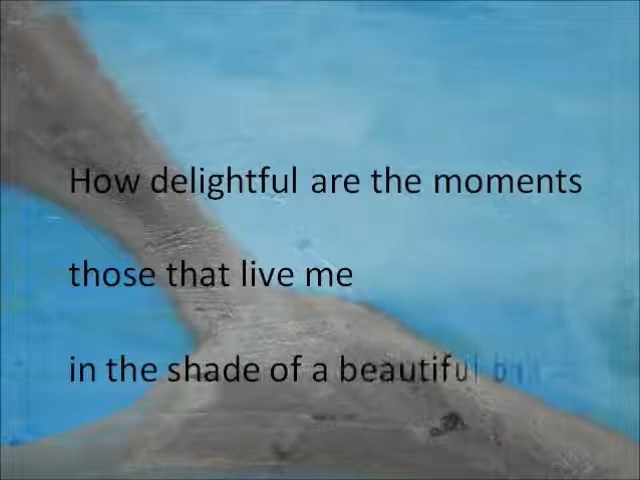 How delightful are the moments
those that live me
in the shade of a beautiful